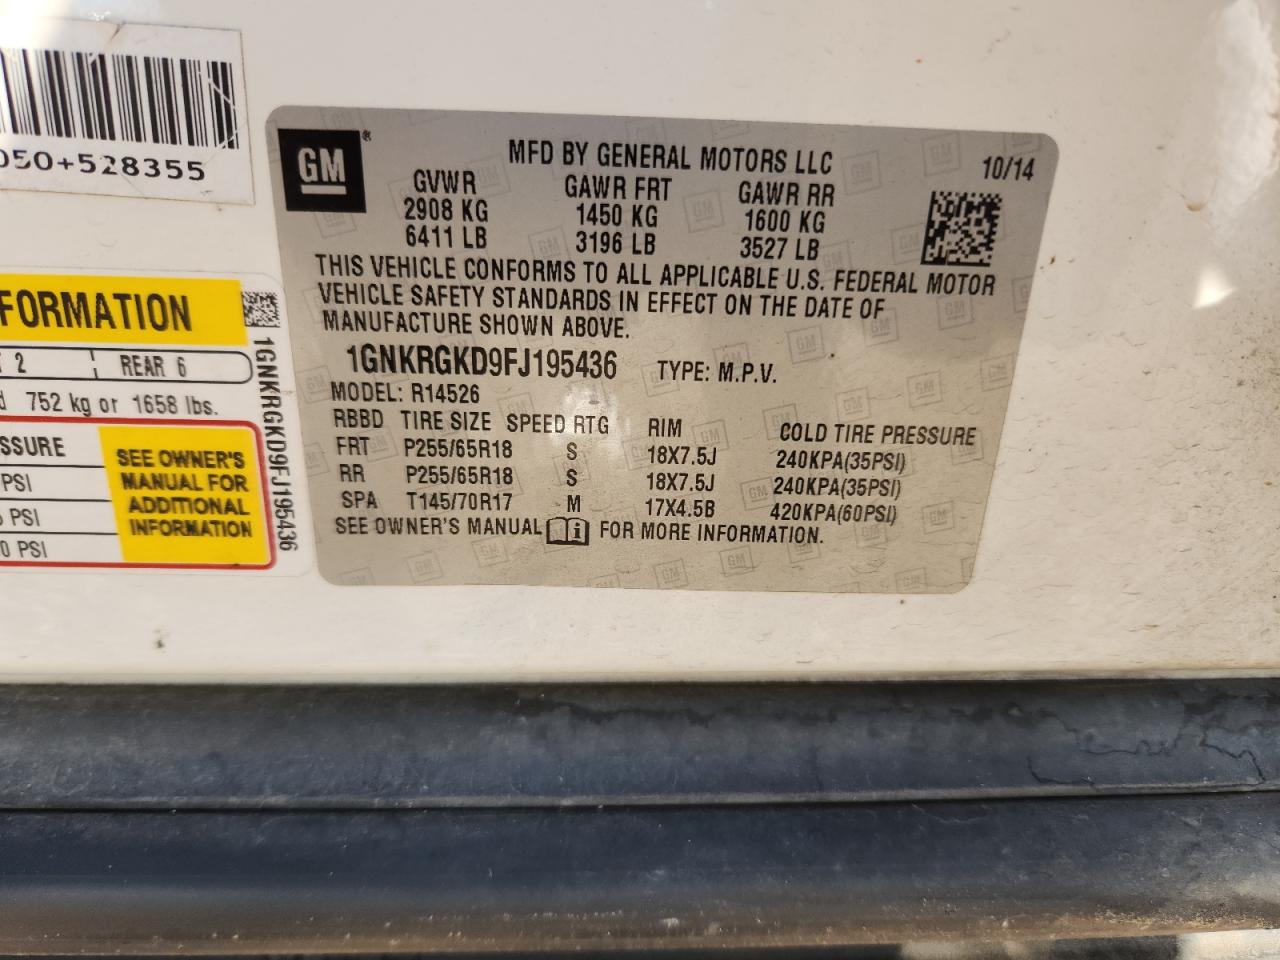 050+528355
FORMATION
2 REAR 6
752 kg or 1658 lbs.
SSURE
PSI
PSI
0 PSI
SEE OWNER'S
MANUAL FOR
ADDITIONAL
INFORMATION
1GNKRGKD9FJ195436
GM®
MFD BY GENERAL MOTORS LLC 10/14
GVWR GAWR FRT GAWR RR
2908 KG 1450 KG 1600 KG
6411 LB 3196 LB 3527 LB
THIS VEHICLE CONFORMS TO ALL APPLICABLE U.S. FEDERAL MOTOR
VEHICLE SAFETY STANDARDS IN EFFECT ON THE DATE OF
MANUFACTURE SHOWN ABOVE.
1GNKRGKD9FJ195436 TYPE: M.P.V.
MODEL: R14526
RBBD TIRE SIZE SPEED RTG RIM COLD TIRE PRESSURE
FRT P255/65R18 S 18X7.5J 240KPA(35PSI)
RR P255/65R18 S 18X7.5J 240KPA(35PSI)
SPA T145/70R17 M 17X4.5B 420KPA(60PSI)
SEE OWNER'S MANUAL i FOR MORE INFORMATION.